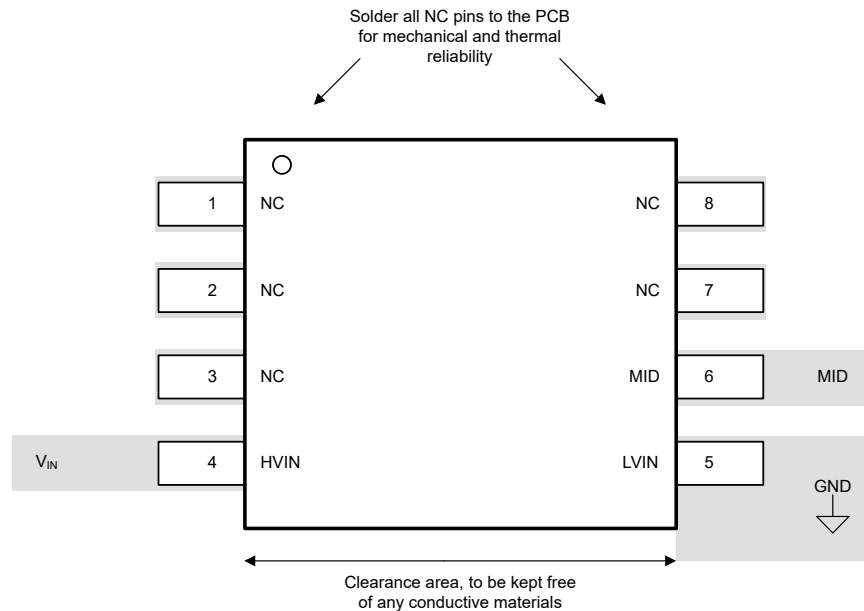 Solder all NC pins to the PCB
for mechanical and thermal
reliability
1 NC NC 8
2 NC NC 7
3 NC MID 6 MID
V_IN 4 HVIN LVIN 5
GND
Clearance area, to be kept free
of any conductive materials